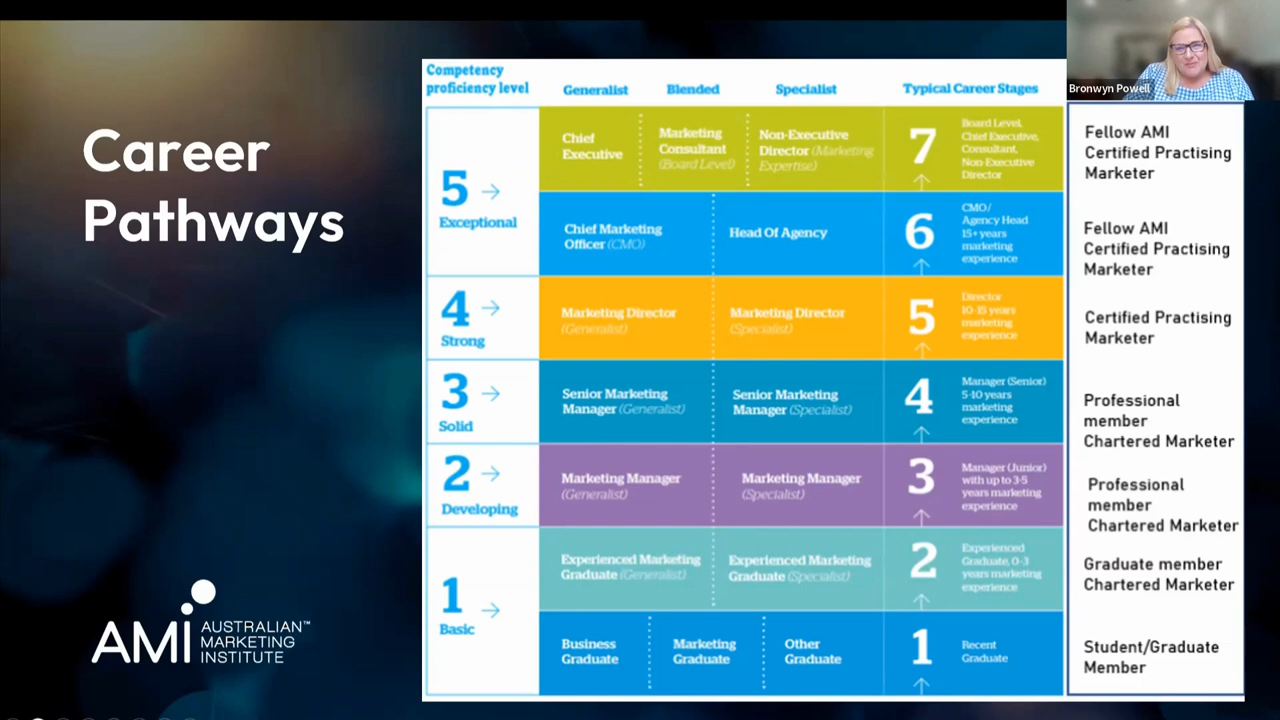 Career
Pathways
AMI AUSTRALIAN™
MARKETING
INSTITUTE
Competency
proficiency level
Generalist
Blended
Specialist
Typical Career Stages
5
Exceptional
Chief
Executive
Marketing
Consultant
(Board Level)
Non-Executive
Director (Marketing
Expertise)
7
Board Level,
Chief Executive,
Consultant,
Non-Executive
Director
Fellow AMI
Certified Practising
Marketer
Chief Marketing
Officer (CMO)
Head Of Agency
6
CMO/
Agency Head
15+ years
marketing
experience
Fellow AMI
Certified Practising
Marketer
4
Strong
Marketing Director
(Generalist)
Marketing Director
(Specialist)
5
Director
10-15 years
marketing
experience
Certified Practising
Marketer
3
Solid
Senior Marketing
Manager (Generalist)
Senior Marketing
Manager (Specialist)
4
Manager (Senior)
5-10 years
marketing
experience
Professional
member
Chartered Marketer
2
Developing
Marketing Manager
(Generalist)
Marketing Manager
(Specialist)
3
Manager (Junior)
with up to 3-5
years marketing
experience
Professional
member
Chartered Marketer
1
Basic
Experienced Marketing
Graduate (Generalist)
Experienced Marketing
Graduate (Specialist)
2
Experienced
Graduate, 0-3
years marketing
experience
Graduate member
Chartered Marketer
Business
Graduate
Marketing
Graduate
Other
Graduate
1
Recent
Graduate
Student/Graduate
Member
Bronwyn Powell